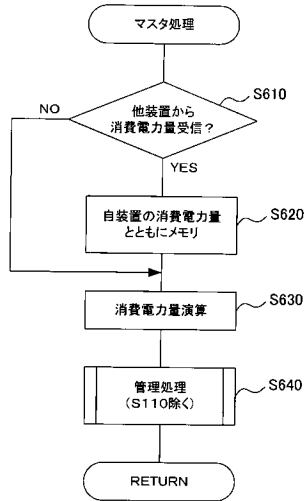 マスタ処理
S610
NO
他装置から
消費電力量受信？
YES
S620
自装置の消費電力量
とともにメモリ
S630
消費電力量演算
S640
管理処理
(S110除く)
RETURN